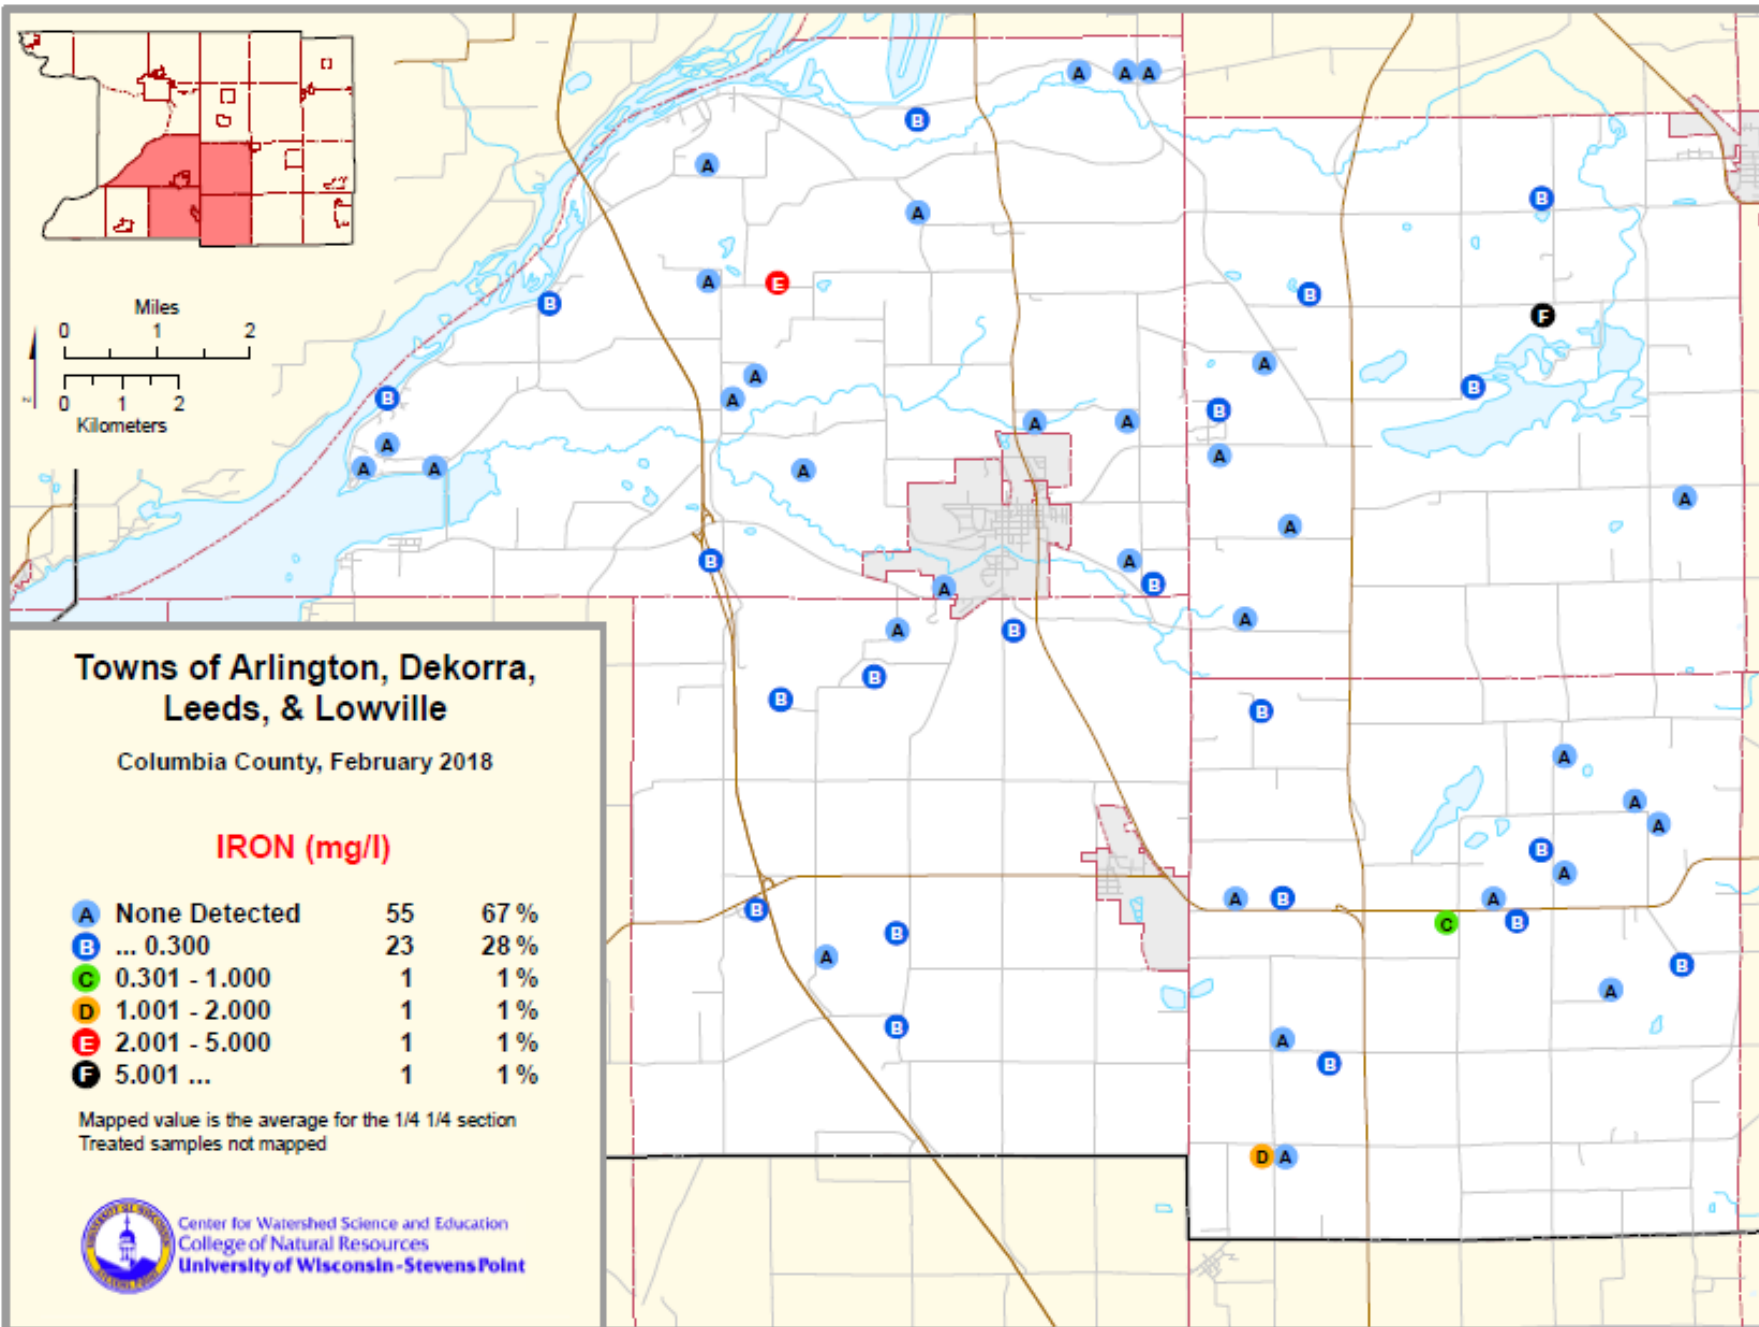 Miles
0 1 2
0 1 2
Kilometers
Towns of Arlington, Dekorra,
Leeds, & Lowville
Columbia County, February 2018
IRON (mg/l)
A None Detected 55 67 %
B ... 0.300 23 28 %
C 0.301 - 1.000 1 1 %
D 1.001 - 2.000 1 1 %
E 2.001 - 5.000 1 1 %
F 5.001 ... 1 1 %
Mapped value is the average for the 1/4 1/4 section
Treated samples not mapped
Center for Watershed Science and Education
College of Natural Resources
University of Wisconsin - Stevens Point
A A A
B
A
B
A
A E
B
B
F
A
A
B
B
A
B
A A
A
A
A A
A
A
A
B
A
B
A
A
A B
B
B
B
A
A
A
B
A
A B
A
B
C
B
B
A
B
A
B
A
B
D A